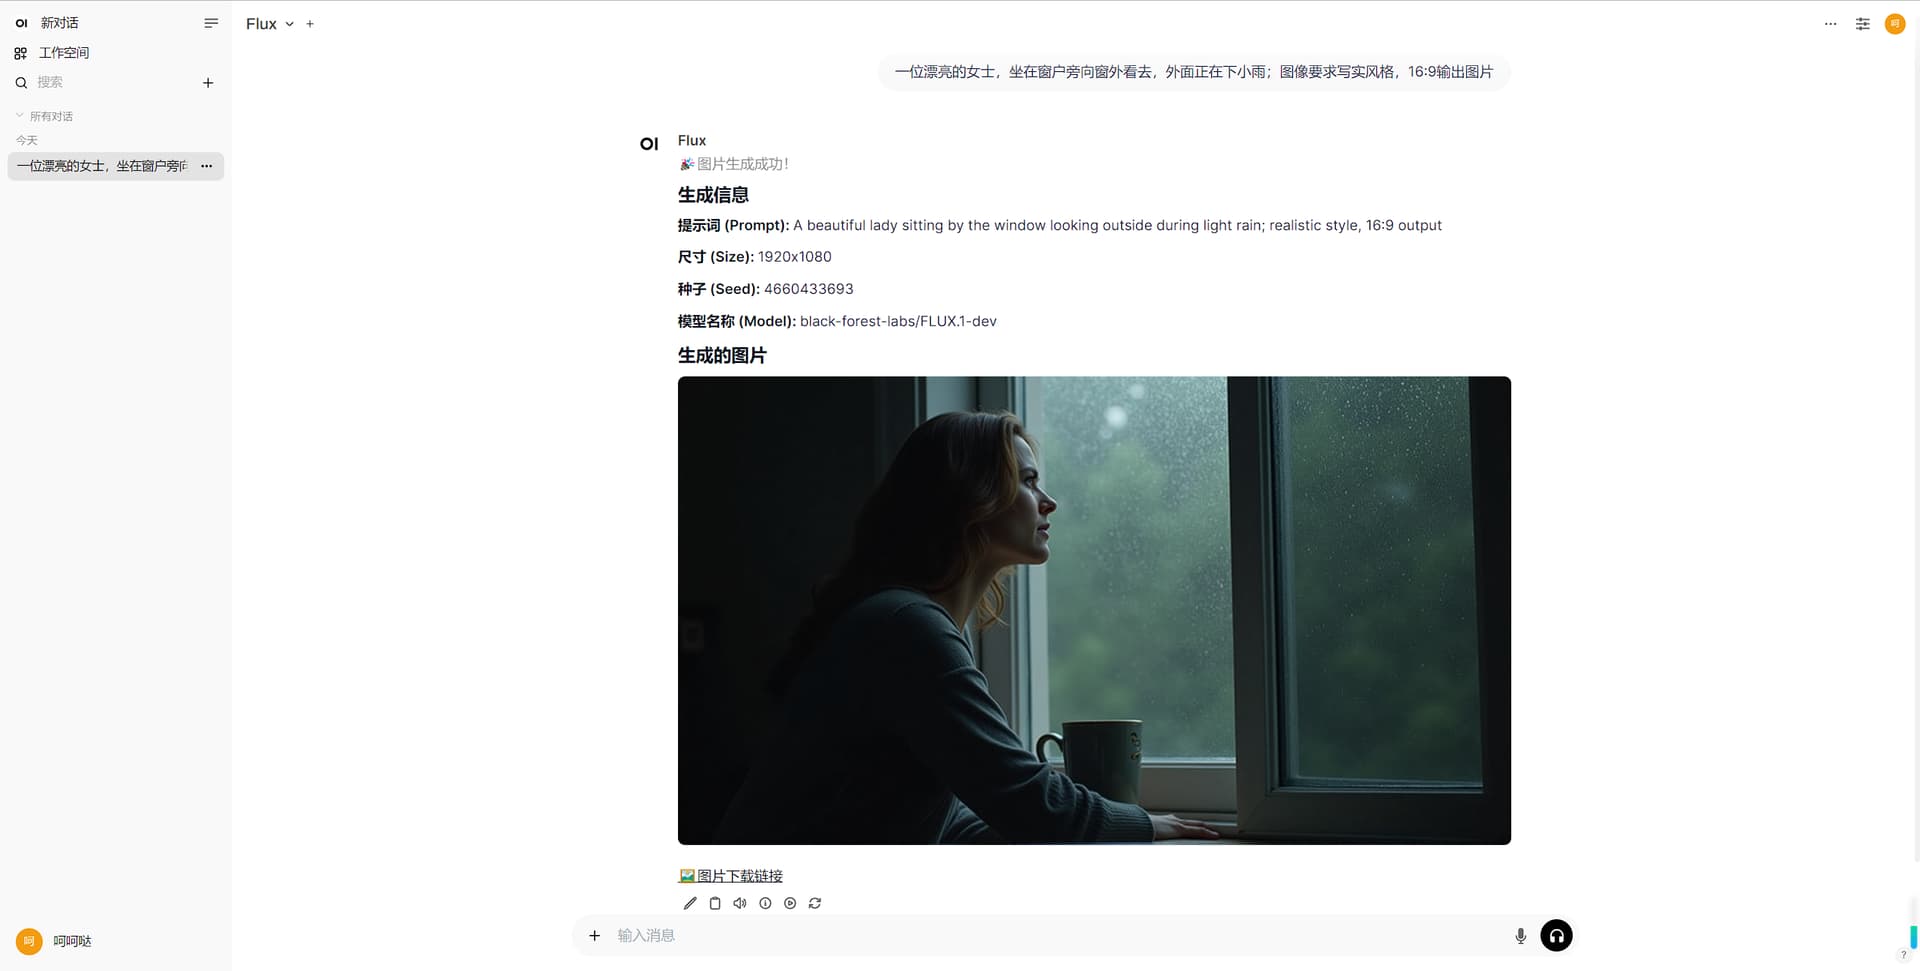 OI 新对话
工作空间
搜索
所有对话
今天
一位漂亮的女士，坐在窗户旁向
Flux
呵
一位漂亮的女士，坐在窗户旁向窗外看去，外面正在下小雨；图像要求写实风格，16:9输出图片
OI Flux
🎉图片生成成功！
生成信息
提示词 (Prompt): A beautiful lady sitting by the window looking outside during light rain; realistic style, 16:9 output
尺寸 (Size): 1920x1080
种子 (Seed): 4660433693
模型名称 (Model): black-forest-labs/FLUX.1-dev
生成的图片
🖼️图片下载链接
输入消息
呵 呵呵哒
?